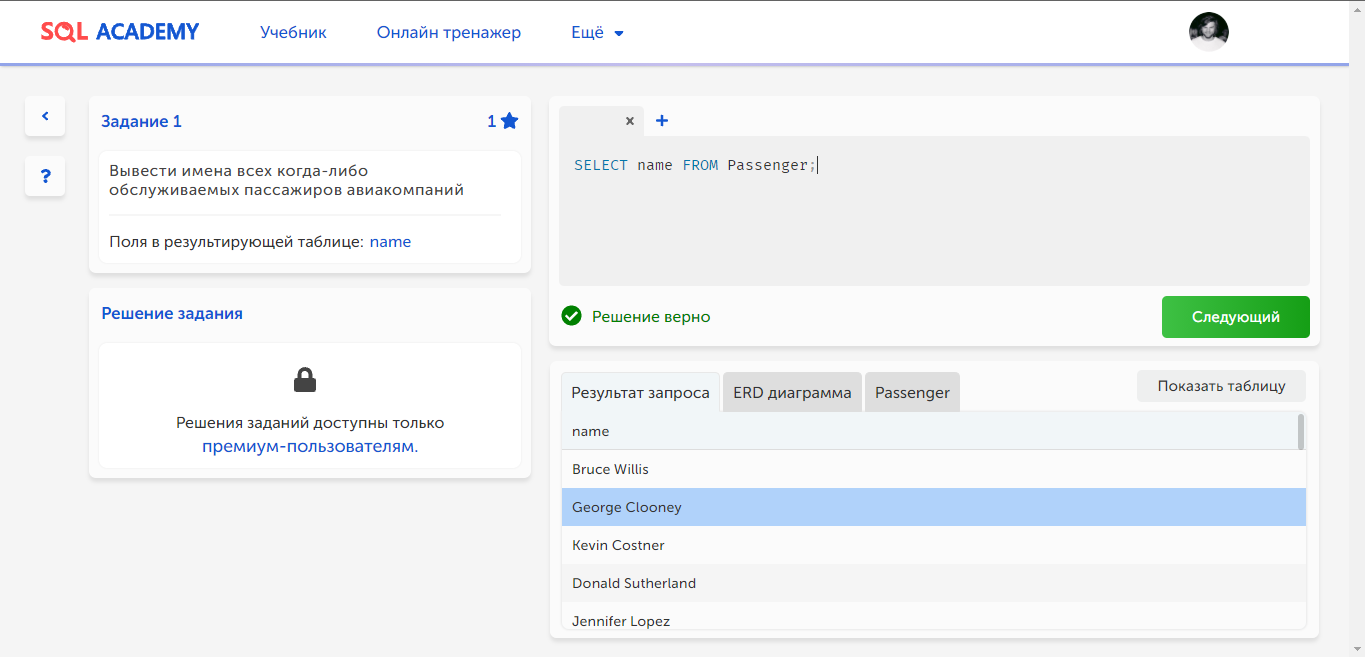 SQL ACADEMY Учебник Онлайн тренажер Ещё
Задание 1 1
Вывести имена всех когда-либо
обслуживаемых пассажиров авиакомпаний
Поля в результирующей таблице: name
Решение задания
Решения заданий доступны только
премиум-пользователям.
?
x +
SELECT name FROM Passenger;
Решение верно Следующий
Результат запроса ERD диаграмма Passenger Показать таблицу
name
Bruce Willis
George Clooney
Kevin Costner
Donald Sutherland
Jennifer Lopez